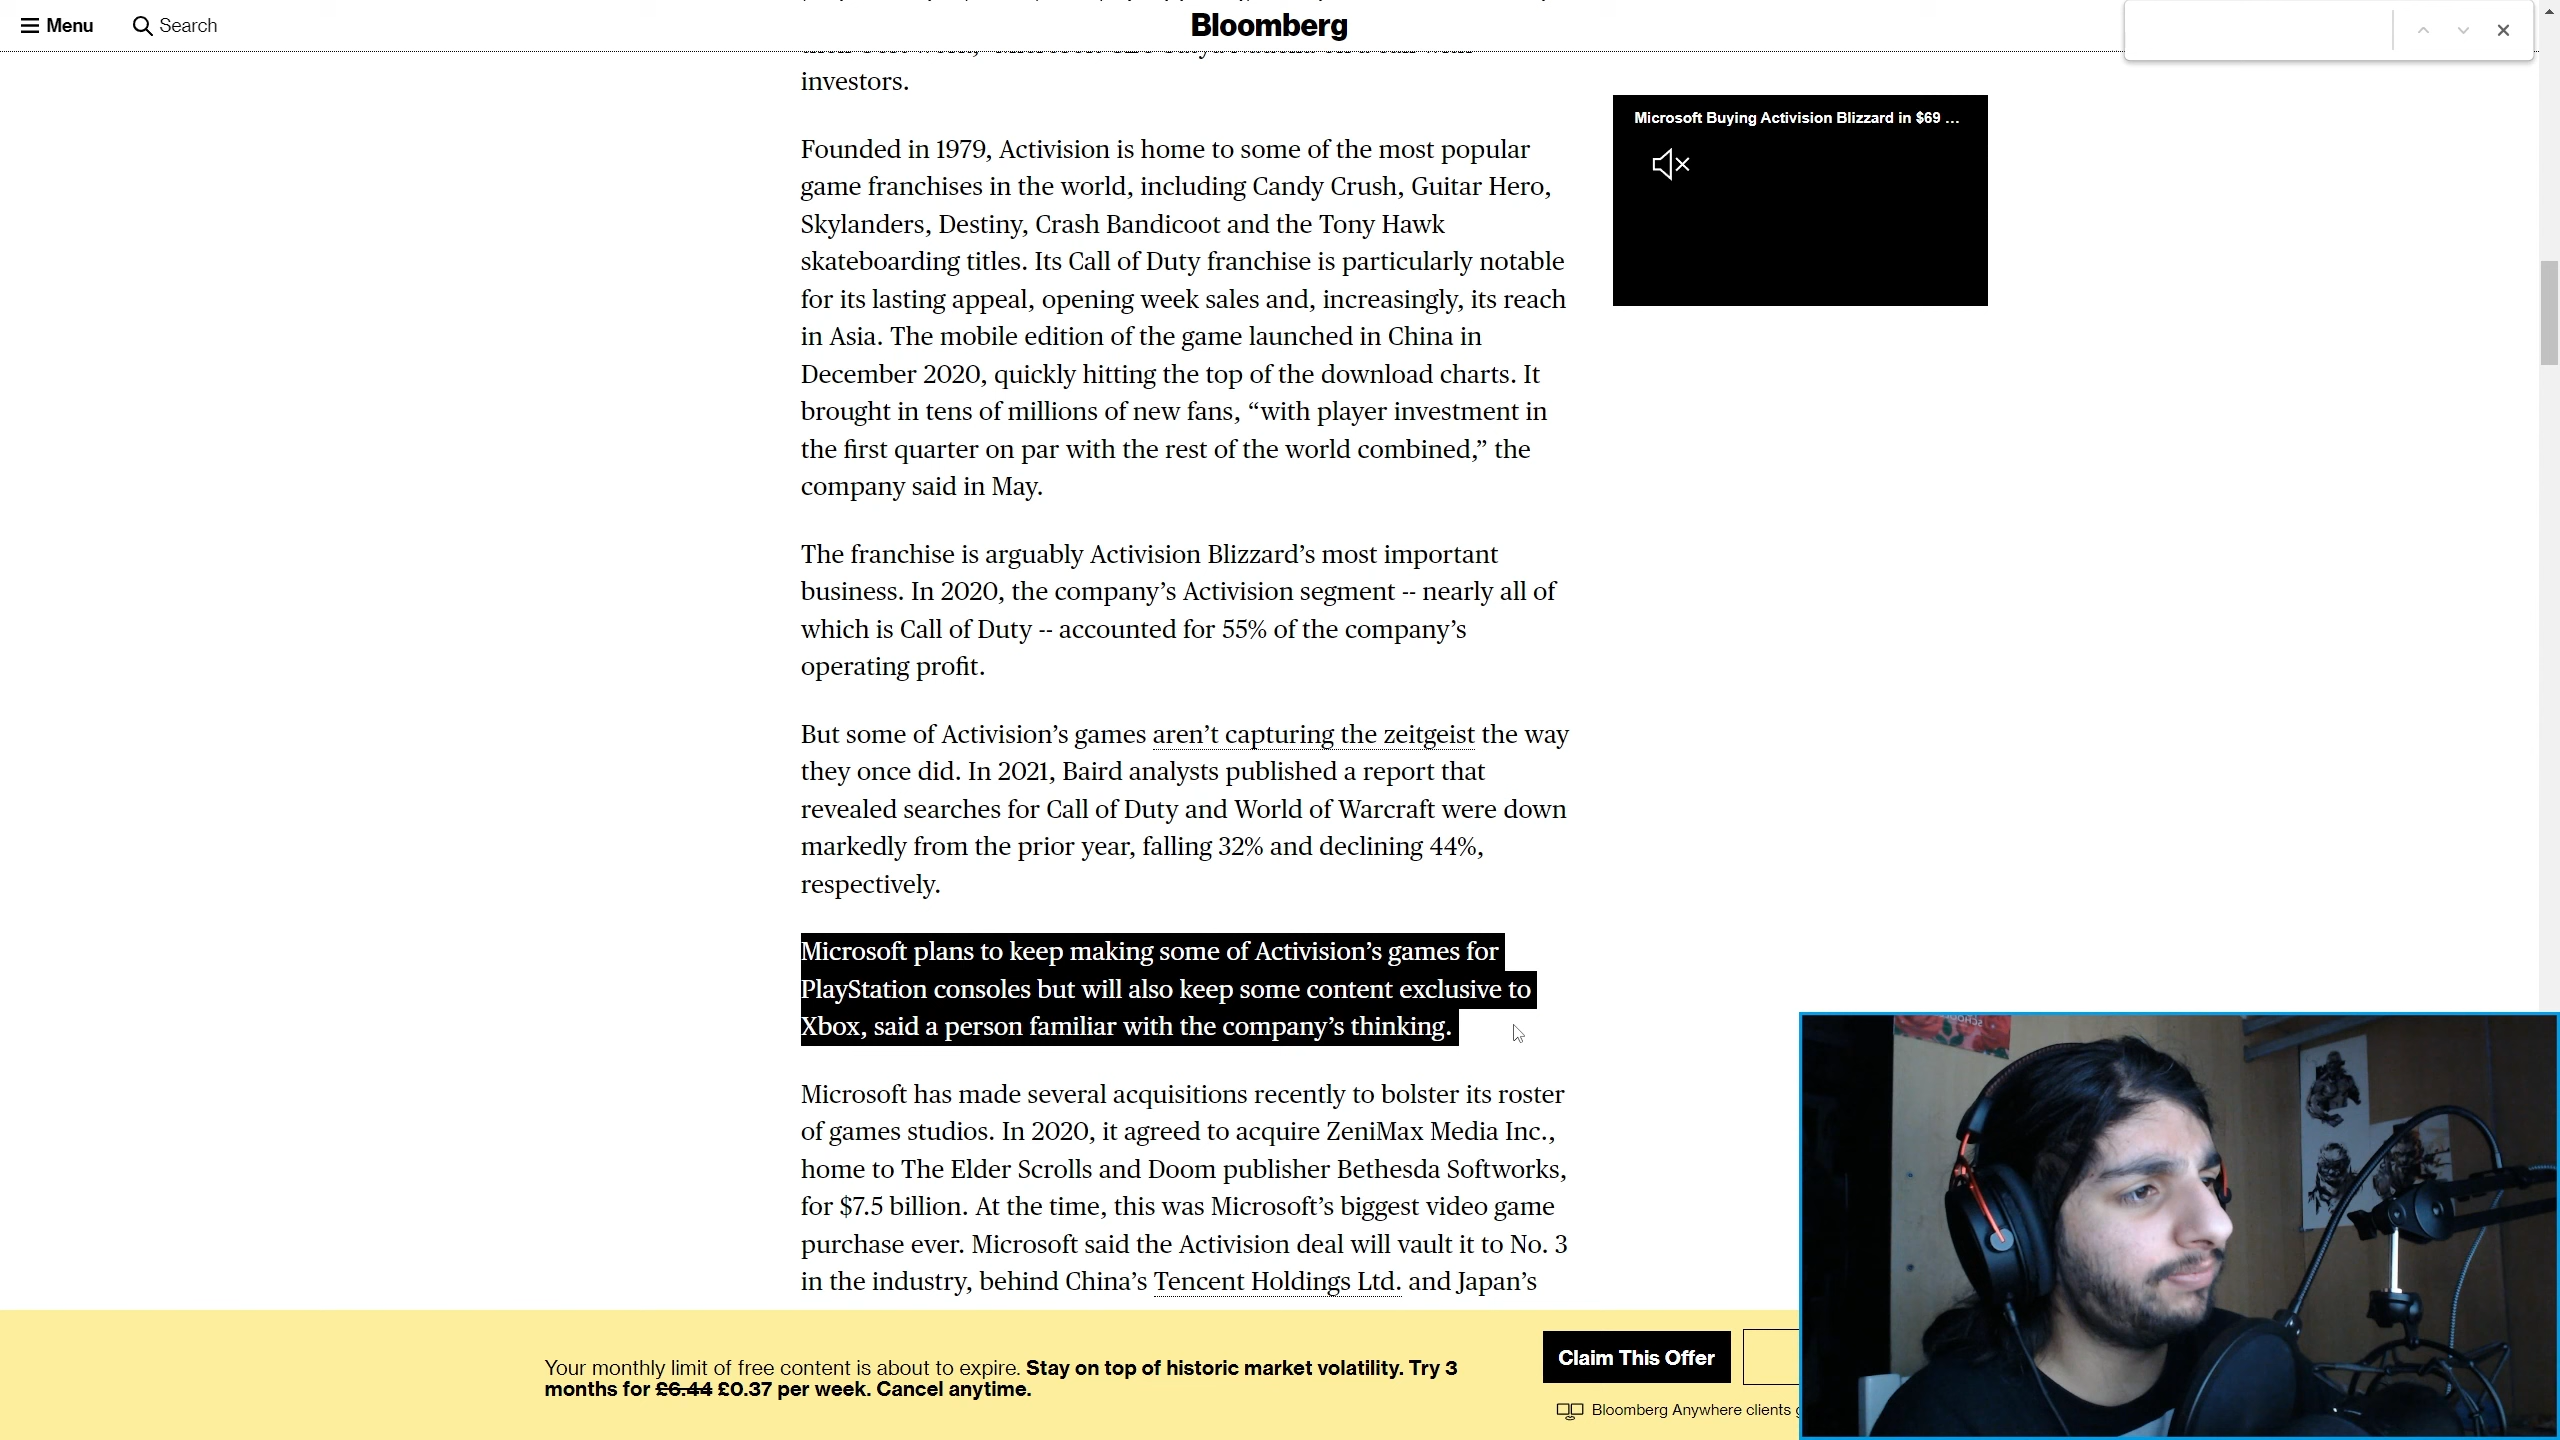 Menu
Search
Bloomberg
investors.
Microsoft Buying Activision Blizzard in $69 ...
Founded in 1979, Activision is home to some of the most popular
game franchises in the world, including Candy Crush, Guitar Hero,
Skylanders, Destiny, Crash Bandicoot and the Tony Hawk
skateboarding titles. Its Call of Duty franchise is particularly notable
for its lasting appeal, opening week sales and, increasingly, its reach
in Asia. The mobile edition of the game launched in China in
December 2020, quickly hitting the top of the download charts. It
brought in tens of millions of new fans, “with player investment in
the first quarter on par with the rest of the world combined,” the
company said in May.
The franchise is arguably Activision Blizzard’s most important
business. In 2020, the company’s Activision segment -- nearly all of
which is Call of Duty -- accounted for 55% of the company’s
operating profit.
But some of Activision’s games aren’t capturing the zeitgeist the way
they once did. In 2021, Baird analysts published a report that
revealed searches for Call of Duty and World of Warcraft were down
markedly from the prior year, falling 32% and declining 44%,
respectively.
Microsoft plans to keep making some of Activision’s games for
PlayStation consoles but will also keep some content exclusive to
Xbox, said a person familiar with the company’s thinking.
Microsoft has made several acquisitions recently to bolster its roster
of games studios. In 2020, it agreed to acquire ZeniMax Media Inc.,
home to The Elder Scrolls and Doom publisher Bethesda Softworks,
for $7.5 billion. At the time, this was Microsoft’s biggest video game
purchase ever. Microsoft said the Activision deal will vault it to No. 3
in the industry, behind China’s Tencent Holdings Ltd. and Japan’s
Your monthly limit of free content is about to expire. Stay on top of historic market volatility. Try 3
months for £6.44 £0.37 per week. Cancel anytime.
Claim This Offer
Bloomberg Anywhere clients